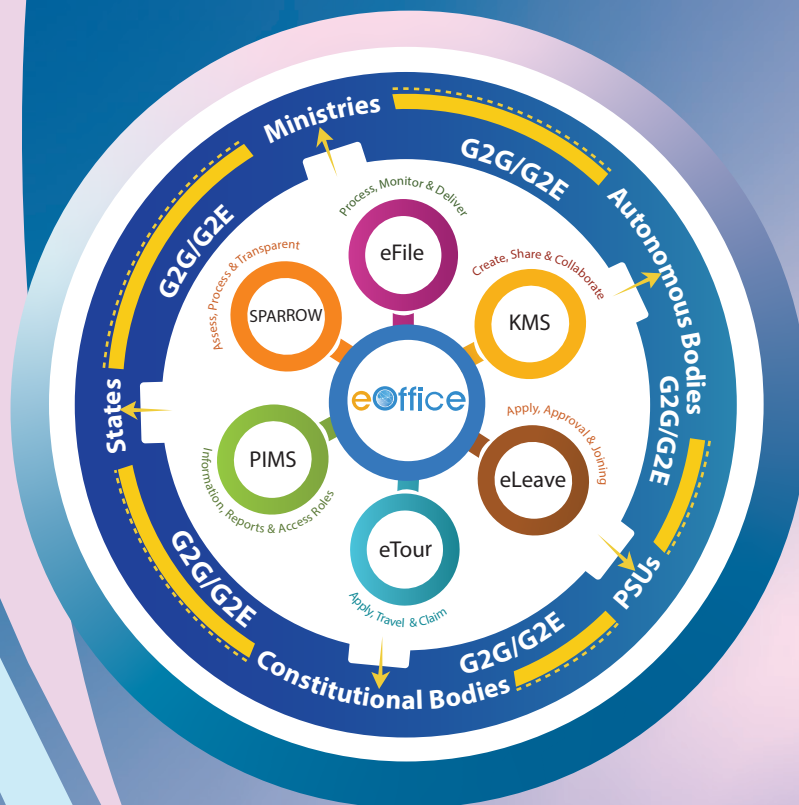 Ministries
G2G/G2E
Autonomous Bodies
G2G/G2E
PSUs
G2G/G2E
Constitutional Bodies
G2G/G2E
States
G2G/G2E
Process, Monitor & Deliver
eFile
Create, Share & Collaborate
KMS
Apply, Approval & Joining
eLeave
eTour
Apply, Travel & Claim
PIMS
Information, Reports & Access Roles
Assess, Process & Transparent
SPARROW
eOffice